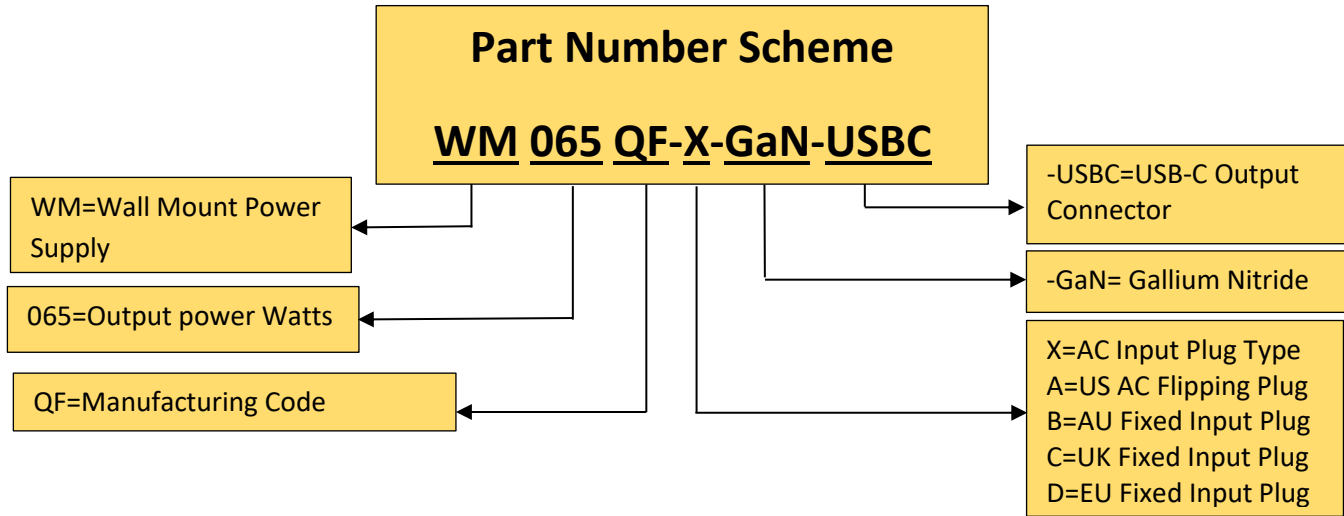 Part Number Scheme
WM 065 QF-X-GaN-USBC
WM=Wall Mount Power
Supply
065=Output power Watts
QF=Manufacturing Code
-USBC=USB-C Output
Connector
-GaN= Gallium Nitride
X=AC Input Plug Type
A=US AC Flipping Plug
B=AU Fixed Input Plug
C=UK Fixed Input Plug
D=EU Fixed Input Plug